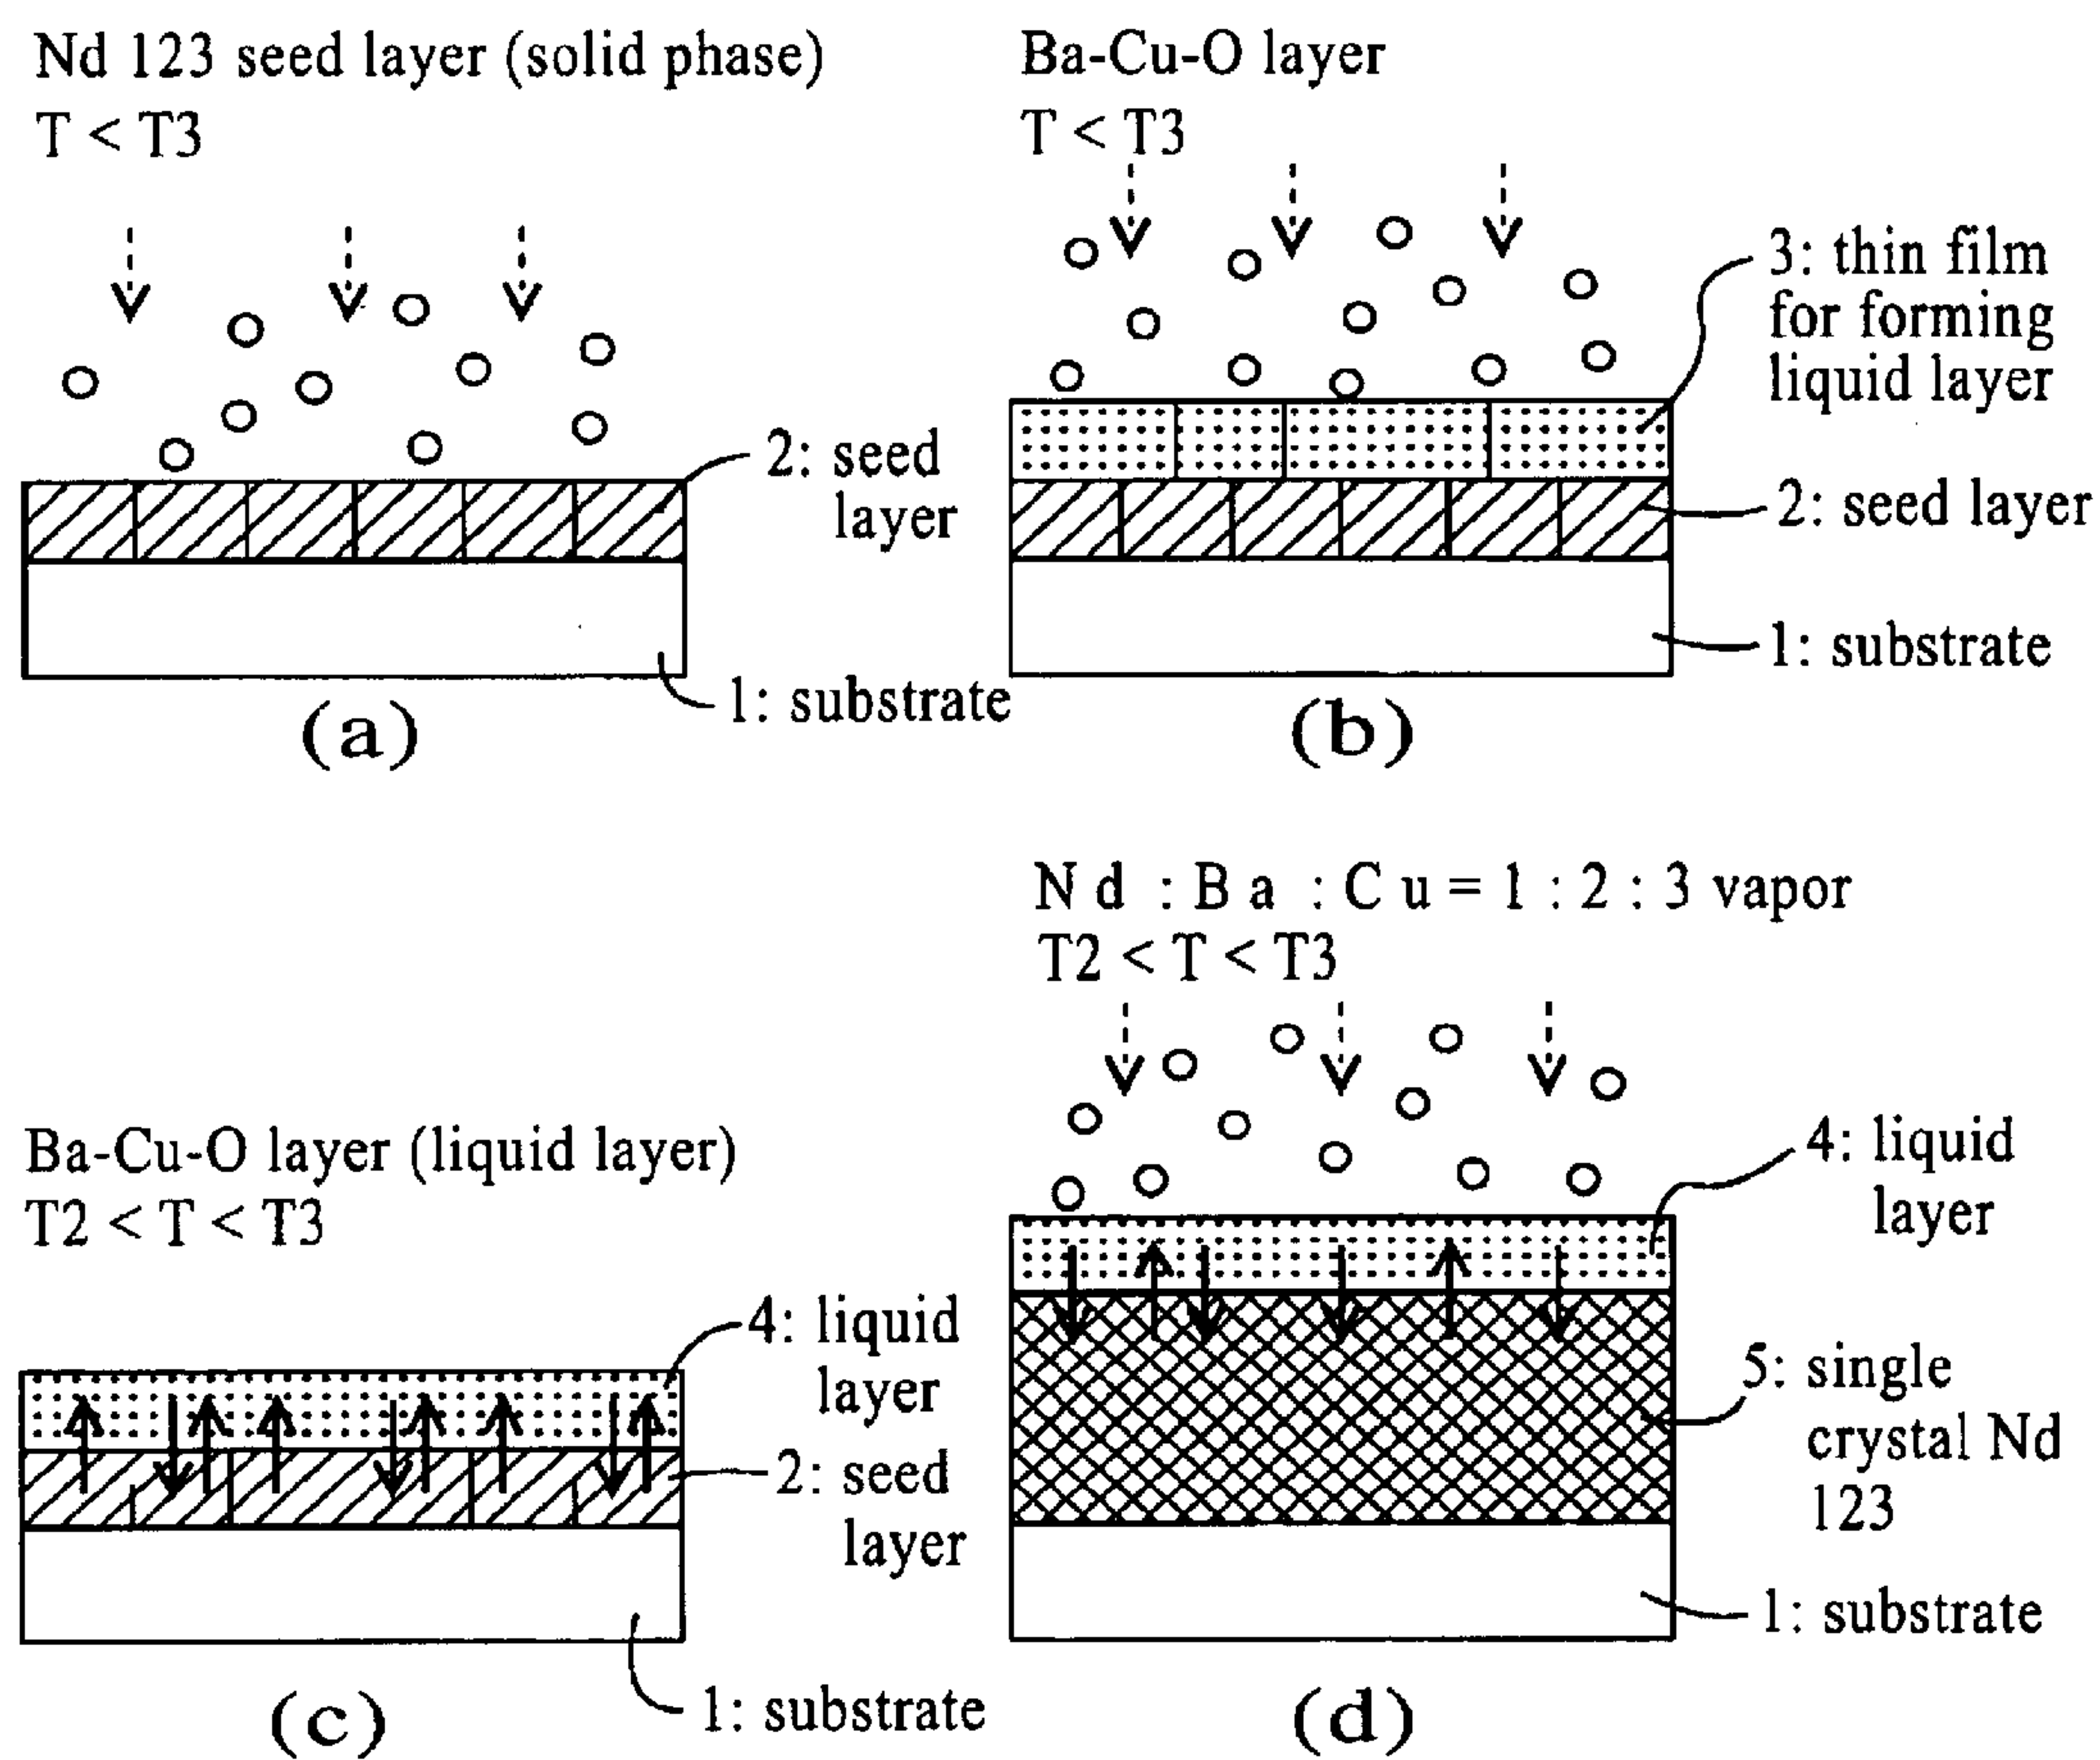 Nd 123 seed layer (solid phase)
T < T3
2: seed
layer
1: substrate
(a)
Ba-Cu-O layer
T < T3
3: thin film
for forming
liquid layer
2: seed layer
1: substrate
(b)
Ba-Cu-O layer (liquid layer)
T2 < T < T3
4: liquid
layer
2: seed
layer
1: substrate
(c)
Nd : Ba : Cu = 1 : 2 : 3 vapor
T2 < T < T3
4: liquid
layer
5: single
crystal Nd
123
1: substrate
(d)